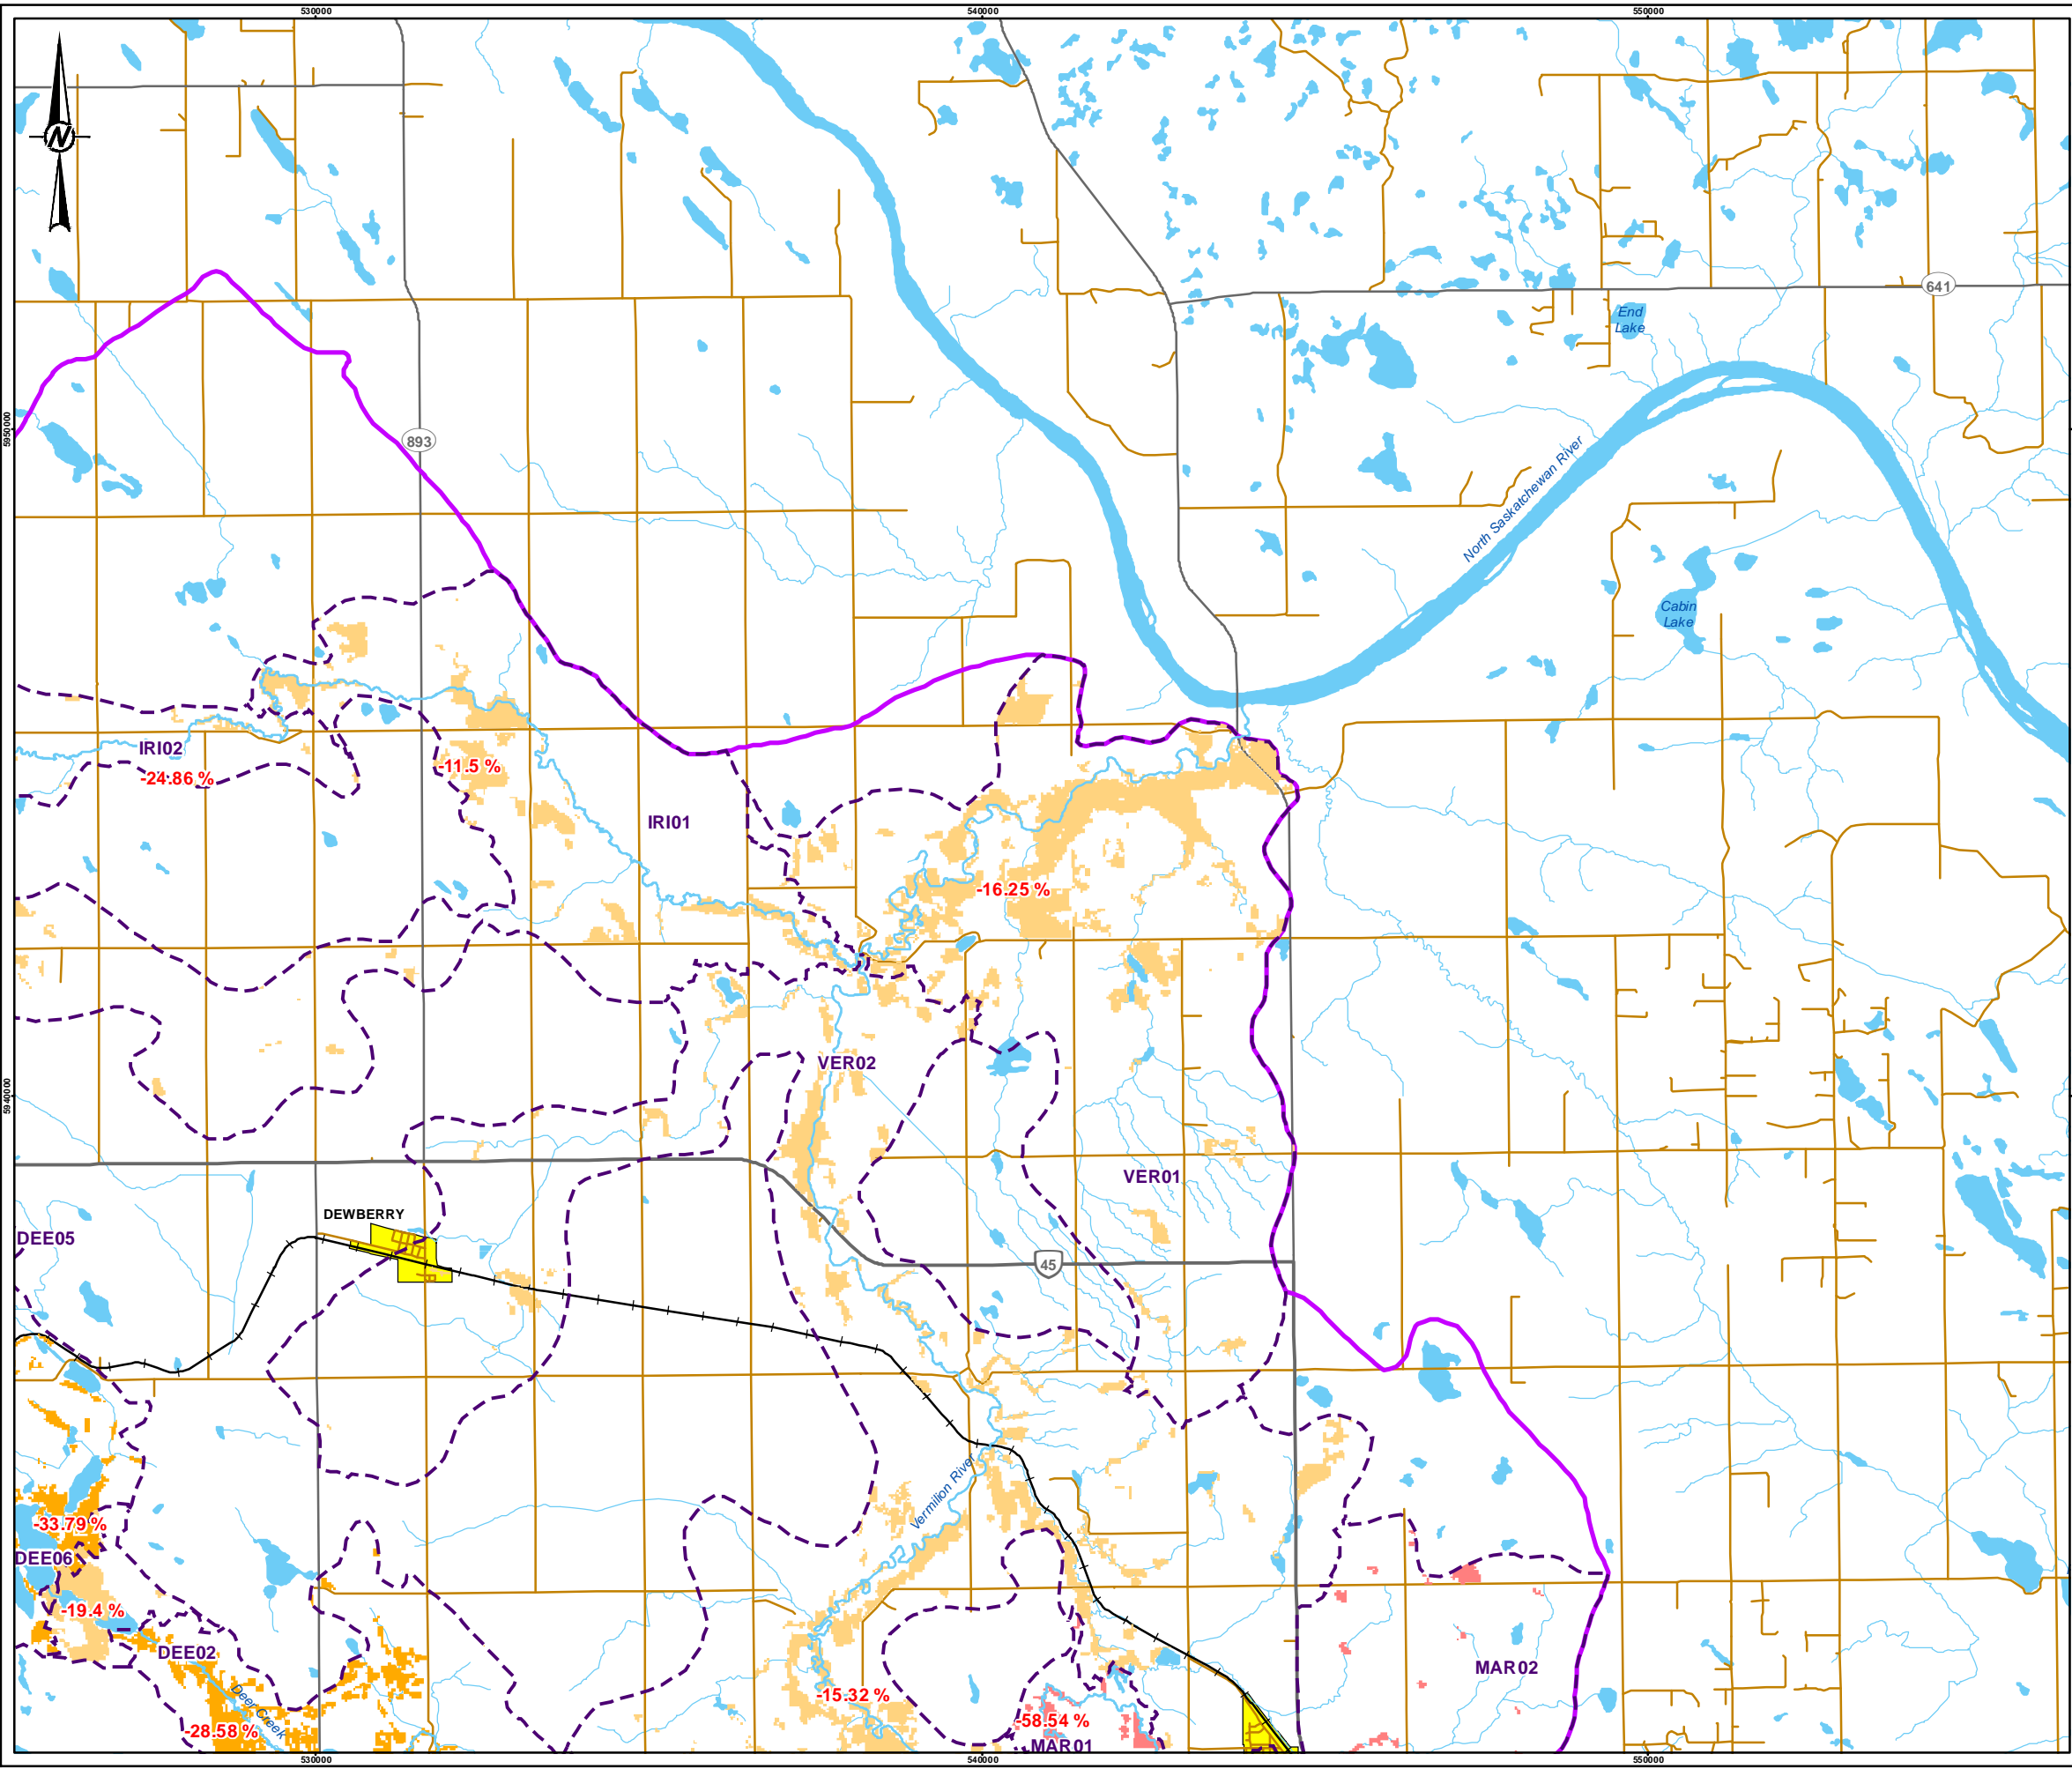 530000
540000
550000
N
641
End
Lake
5950000
893
North Saskatchewan River
Cabin
Lake
IRI02
-24.86 %
-11.5 %
IRI01
-16.25 %
VER02
5940000
VER01
DEWBERRY
DEE05
45
Vermilion River
-33.79 %
DEE06
-19.4 %
DEE02
MAR02
Deer Creek
-15.32 %
-28.58 %
-58.54 %
MAR01
530000
540000
550000